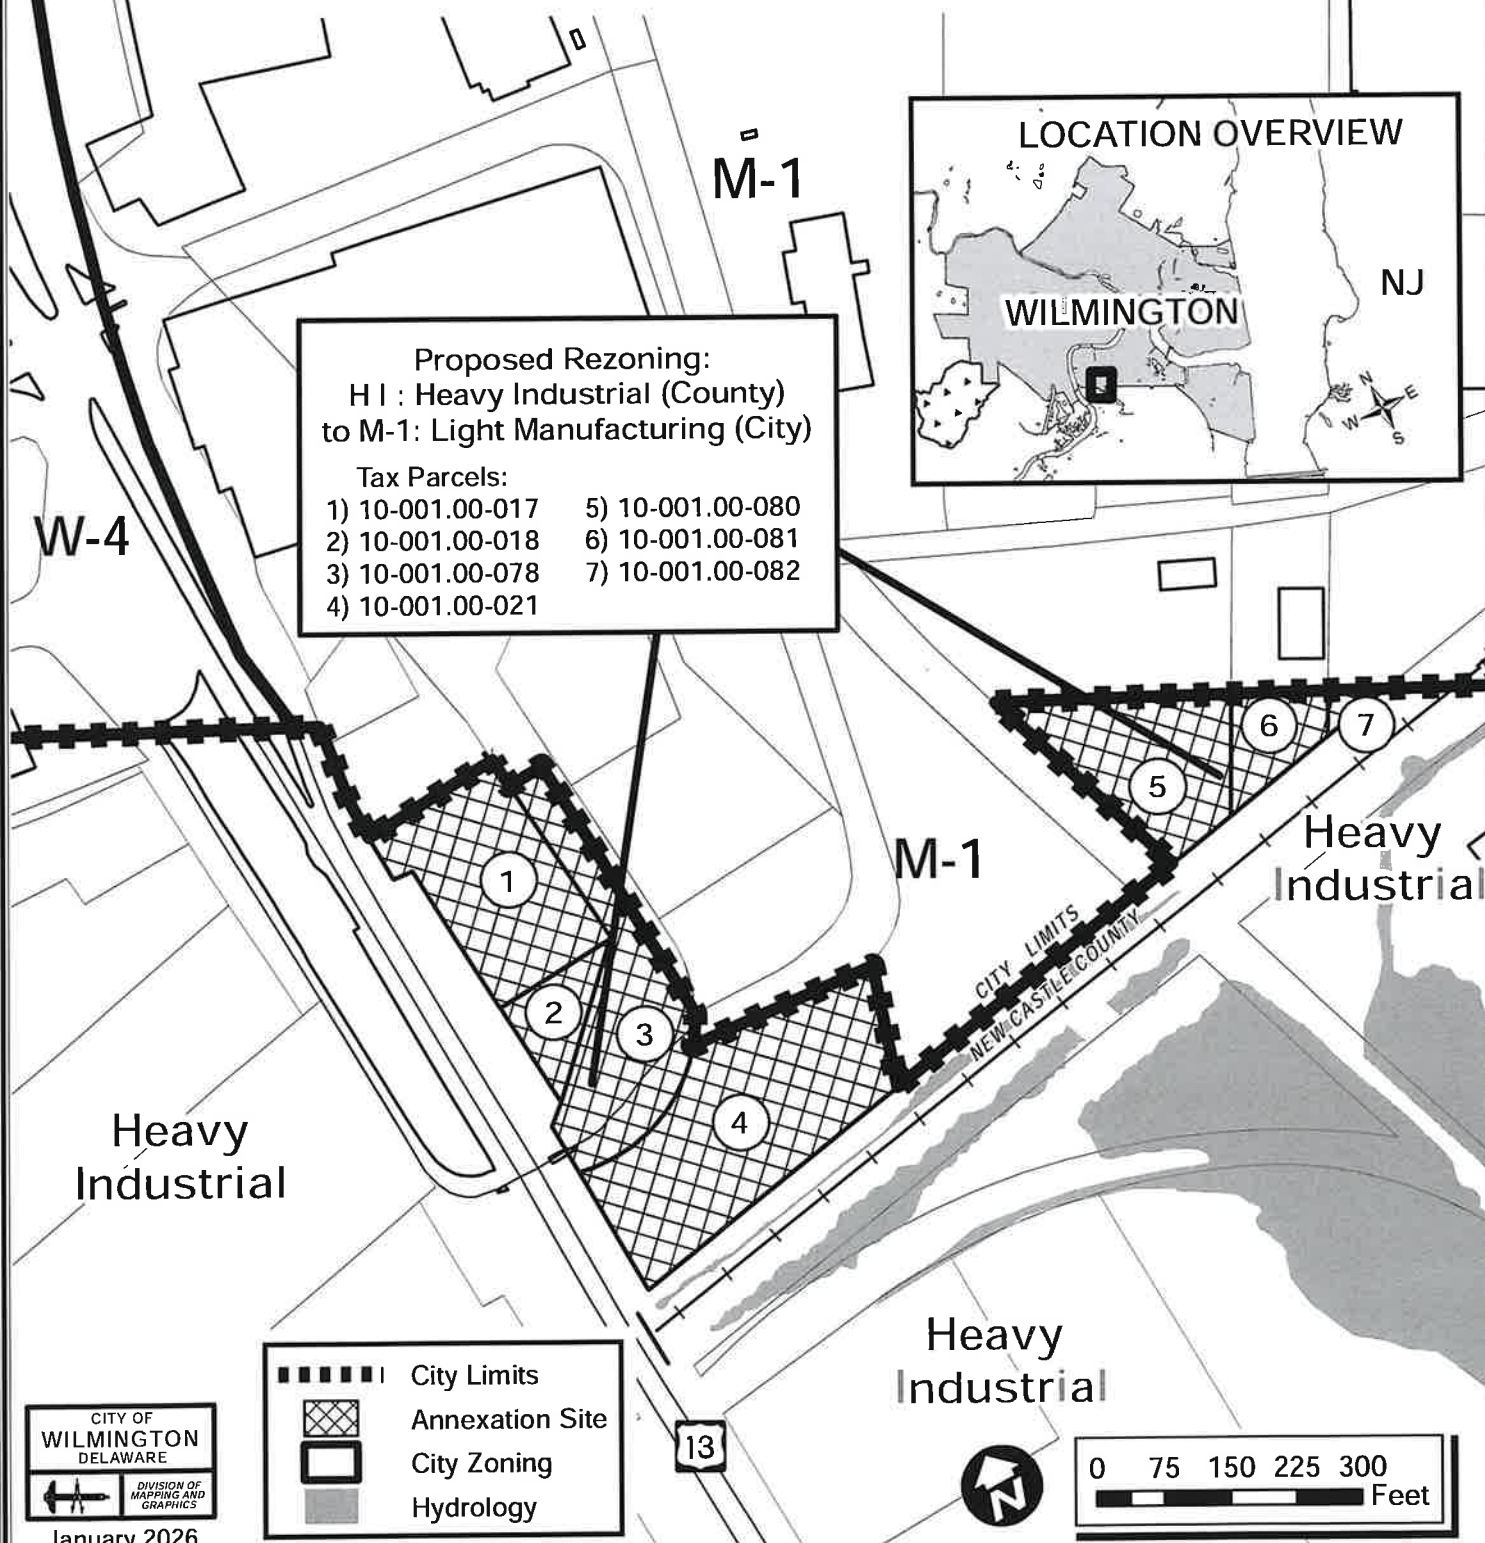 LOCATION OVERVIEW
M-1
NJ
WILMINGTON
N
E
W
S
Proposed Rezoning:
H I : Heavy Industrial (County)
to M-1: Light Manufacturing (City)
Tax Parcels:
1) 10-001.00-017
2) 10-001.00-018
3) 10-001.00-078
4) 10-001.00-021
5) 10-001.00-080
6) 10-001.00-081
7) 10-001.00-082
W-4
6
7
5
Heavy
Industrial
M-1
1
CITY LIMITS
NEW CASTLE COUNTY
2
3
4
Heavy
Industrial
Heavy
Industrial
City Limits
Annexation Site
City Zoning
Hydrology
13
N
0 75 150 225 300
Feet
CITY OF
WILMINGTON
DELAWARE
DIVISION OF
MAPPING AND
GRAPHICS
January 2026